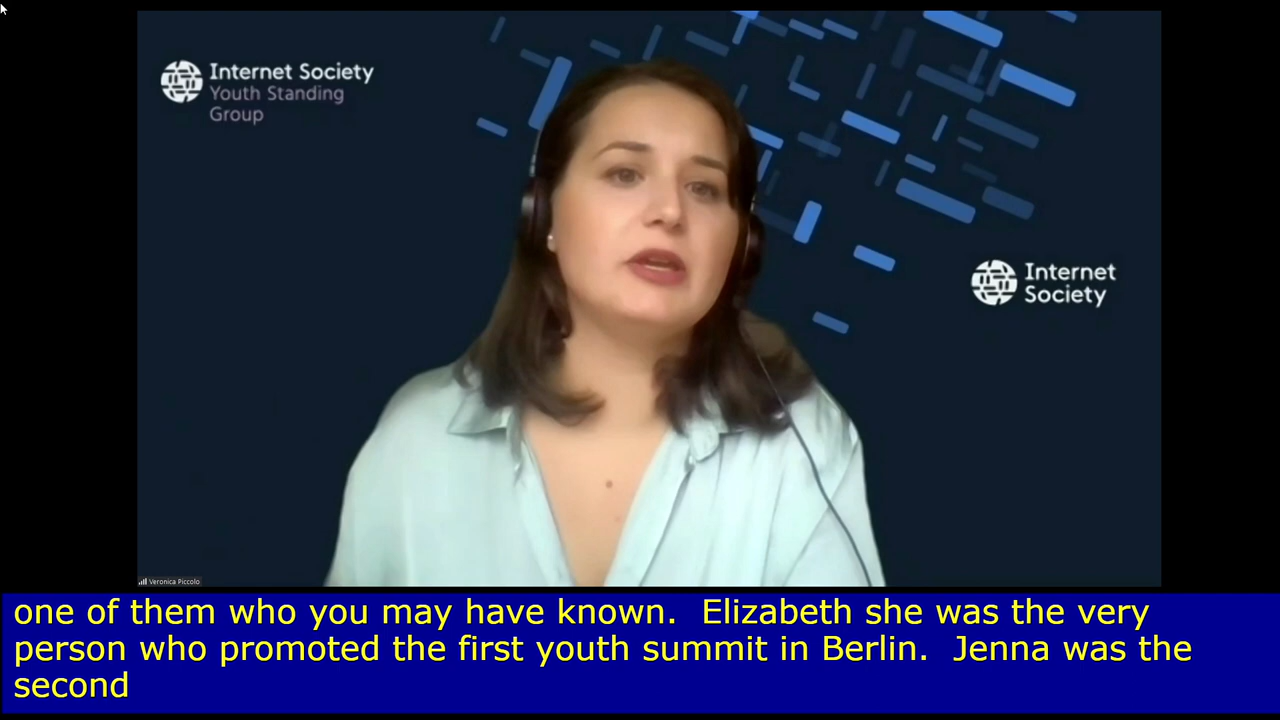 Internet Society
Youth Standing
Group
Internet
Society
Veronica Piccolo
one of them who you may have known.  Elizabeth she was the very
person who promoted the first youth summit in Berlin.  Jenna was the
second